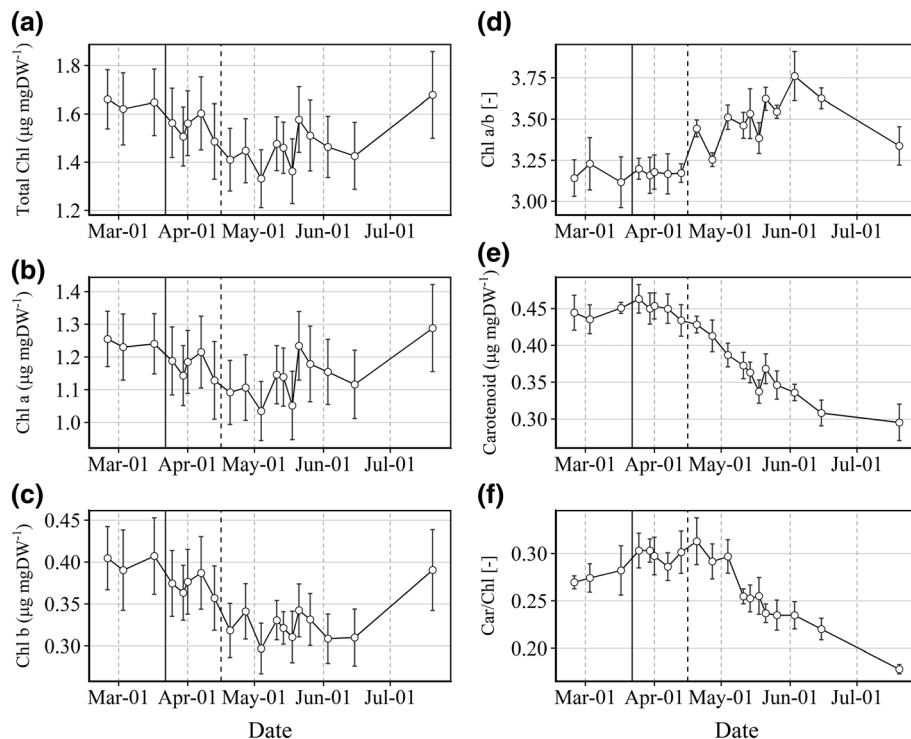 (a)
Total Chl (μg mgDW⁻¹)
1.8
1.6
1.4
1.2
Mar-01 Apr-01 May-01 Jun-01 Jul-01
(b)
Chl a (μg mgDW⁻¹)
1.4
1.3
1.2
1.1
1.0
Mar-01 Apr-01 May-01 Jun-01 Jul-01
(c)
Chl b (μg mgDW⁻¹)
0.45
0.40
0.35
0.30
Mar-01 Apr-01 May-01 Jun-01 Jul-01
Date
(d)
Chl a/b [-]
3.75
3.50
3.25
3.00
Mar-01 Apr-01 May-01 Jun-01 Jul-01
(e)
Carotenoid (μg mgDW⁻¹)
0.45
0.40
0.35
0.30
Mar-01 Apr-01 May-01 Jun-01 Jul-01
(f)
Car/Chl [-]
0.30
0.25
0.20
Mar-01 Apr-01 May-01 Jun-01 Jul-01
Date